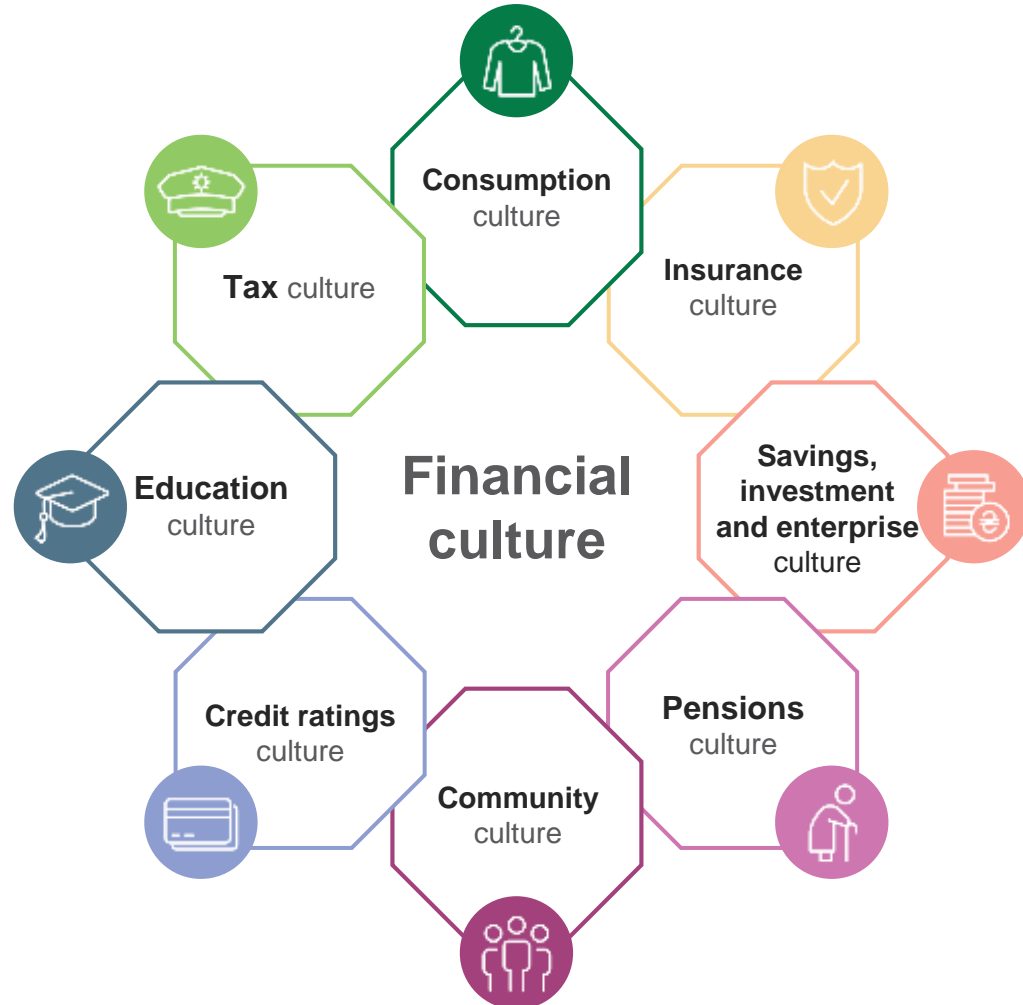 Consumption
culture
Insurance
culture
Tax culture
Savings,
investment
and enterprise
culture
Education
culture
Financial
culture
Pensions
culture
Credit ratings
culture
Community
culture
₴